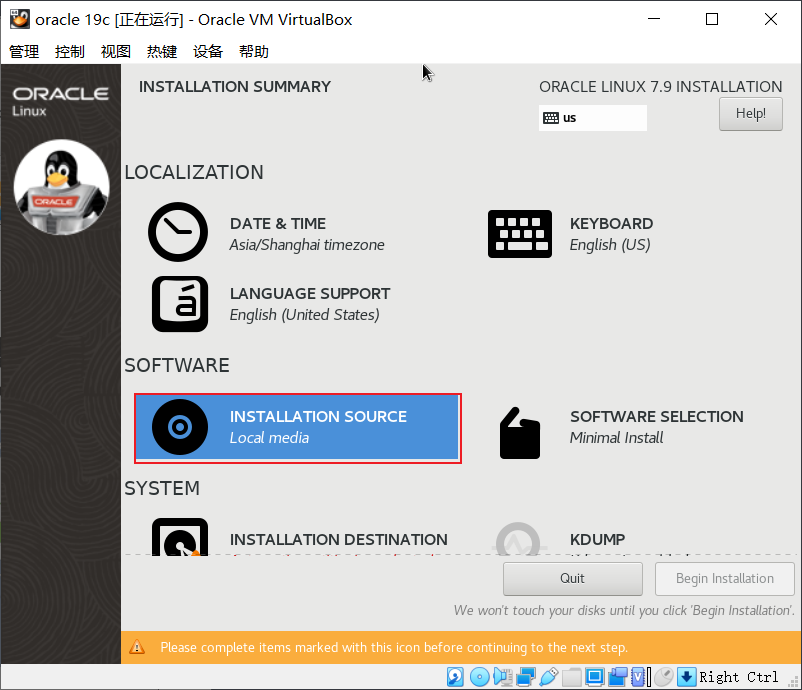 oracle 19c [正在运行] - Oracle VM VirtualBox
管理 控制 视图 热键 设备 帮助
ORACLE
Linux
ORACLE
INSTALLATION SUMMARY
ORACLE LINUX 7.9 INSTALLATION
us
Help!
LOCALIZATION
DATE & TIME
Asia/Shanghai timezone
KEYBOARD
English (US)
LANGUAGE SUPPORT
English (United States)
SOFTWARE
INSTALLATION SOURCE
Local media
SOFTWARE SELECTION
Minimal Install
SYSTEM
INSTALLATION DESTINATION
KDUMP
Quit
Begin Installation
We won't touch your disks until you click 'Begin Installation'.
Please complete items marked with this icon before continuing to the next step.
Right Ctrl